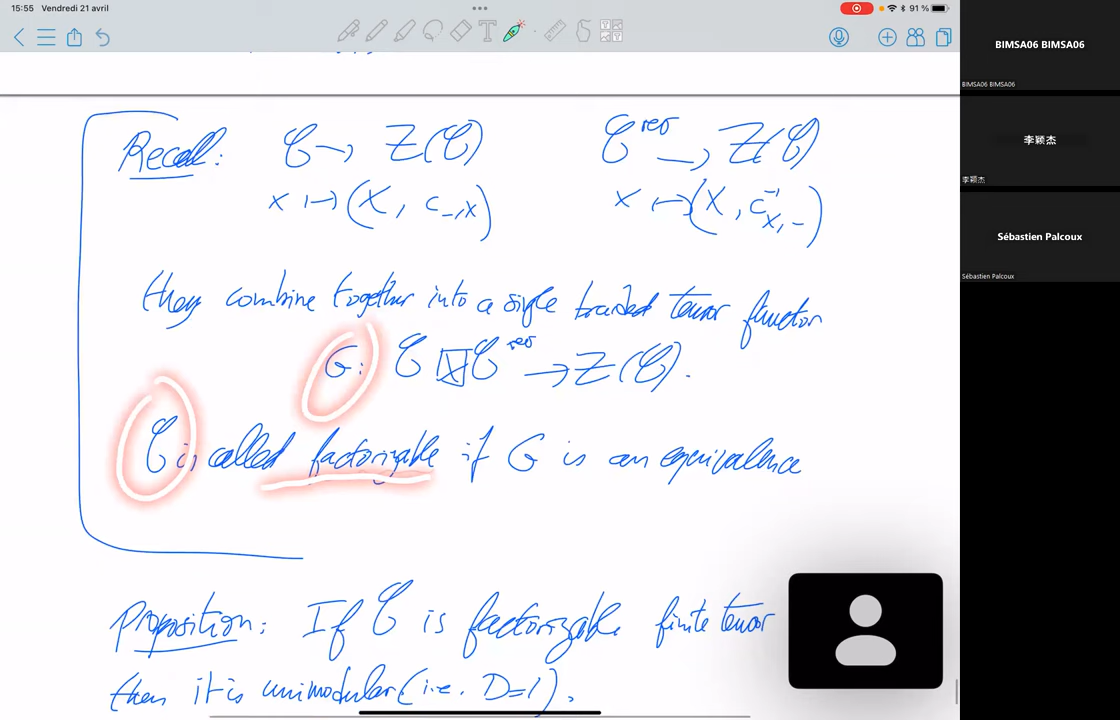 15:55 Vendredi 21 avril
91 %
BIMSA06 BIMSA06
BIMSA06 BIMSA06
李颖杰
李颖杰
Sébastien Palcoux
Sébastien Palcoux
Recall: 𝒞 → Z(𝒞) 𝒞^rev → Z(𝒞)
X ↦ (X, c_{-,X}) X ↦ (X, c^{-1}_{X,-})
they combine together into a single braided tensor functor
G: 𝒞 ⊠ 𝒞^rev → Z(𝒞).
𝒞 is called factorizable if G is an equivalence
Proposition: If 𝒞 is factorizable finite tensor
then it is unimodular (i.e. D=1).